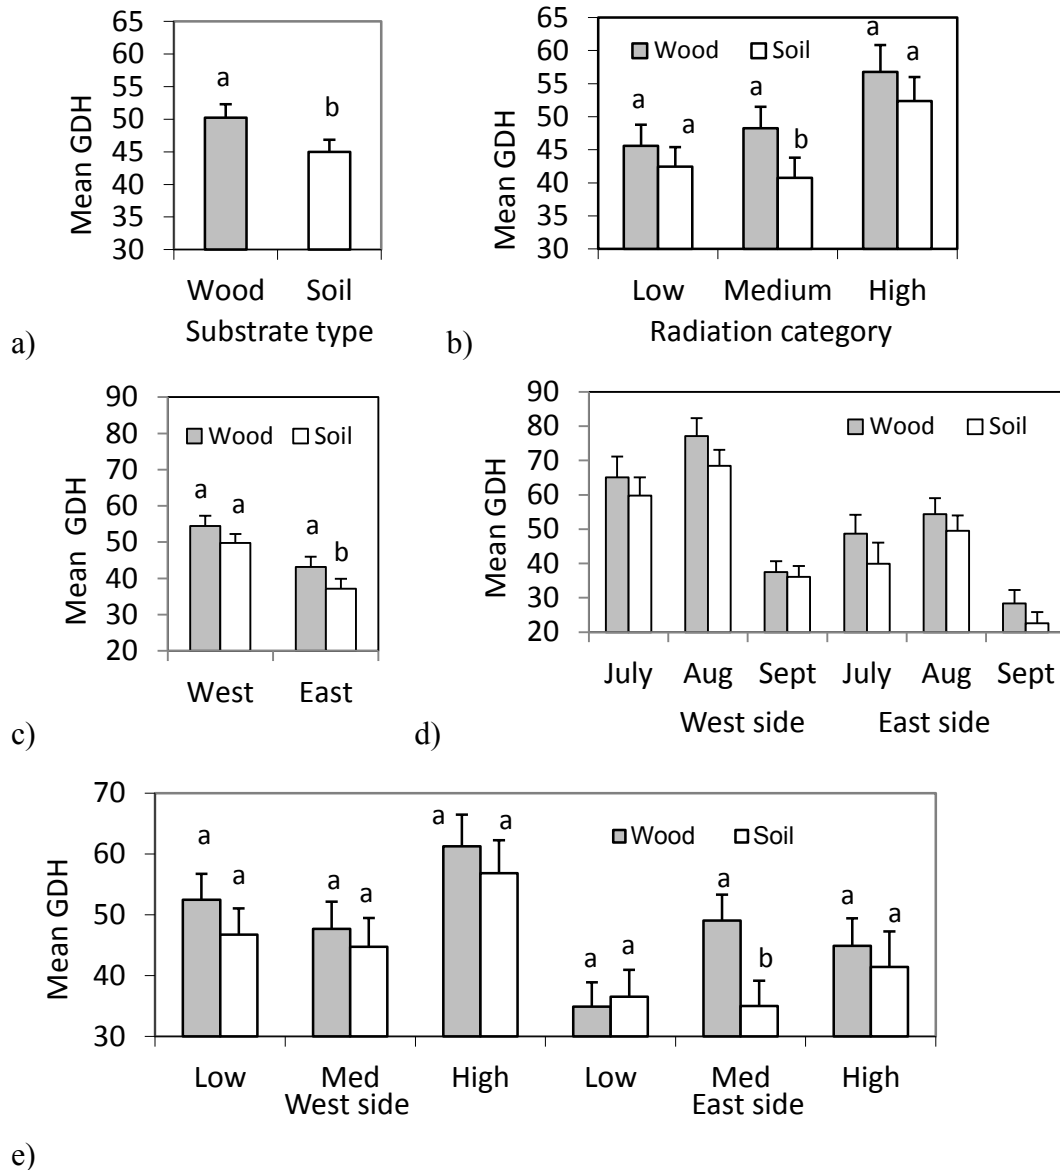 65
60
55
50
45
40
35
30
Mean GDH
a
b
Wood Soil
Substrate type
a)
65
60
55
50
45
40
35
30
Mean GDH
Wood Soil
a a a b a a
Low Medium High
Radiation category
b)
90
80
70
60
50
40
30
20
Mean GDH
Wood Soil
a a a b
West East
c)
90
80
70
60
50
40
30
20
Mean GDH
Wood Soil
July Aug Sept July Aug Sept
West side East side
d)
70
60
50
40
30
Mean GDH
Wood Soil
a a a a a a a a a b a a
Low Med High Low Med High
West side East side
e)